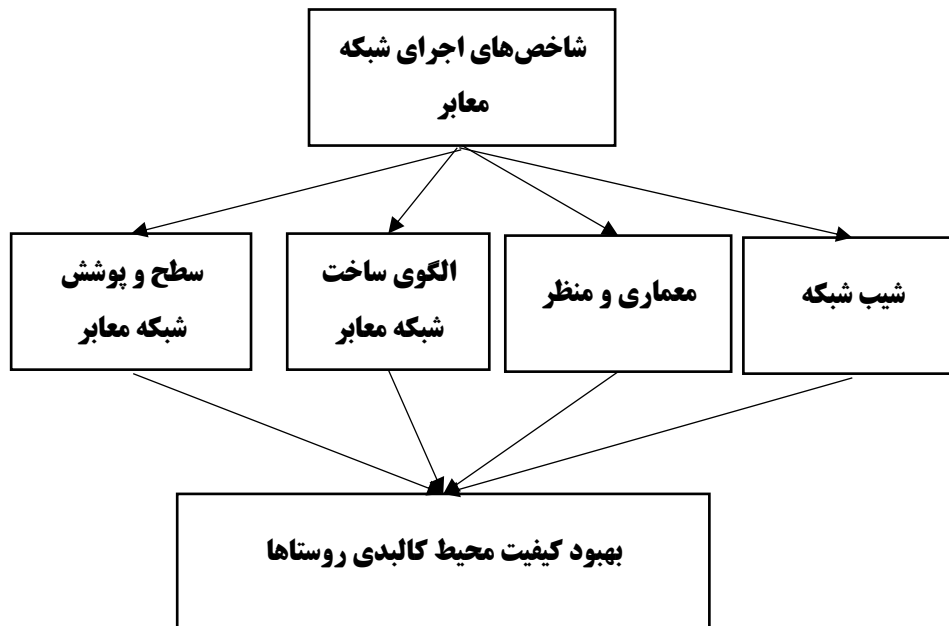 شاخص‌های اجرای شبکه
معابر
شیب شبکه
معماری و منظر
الگوی ساخت
شبکه معابر
سطح و پوشش
شبکه معابر
بهبود کیفیت محیط کالبدی روستاها